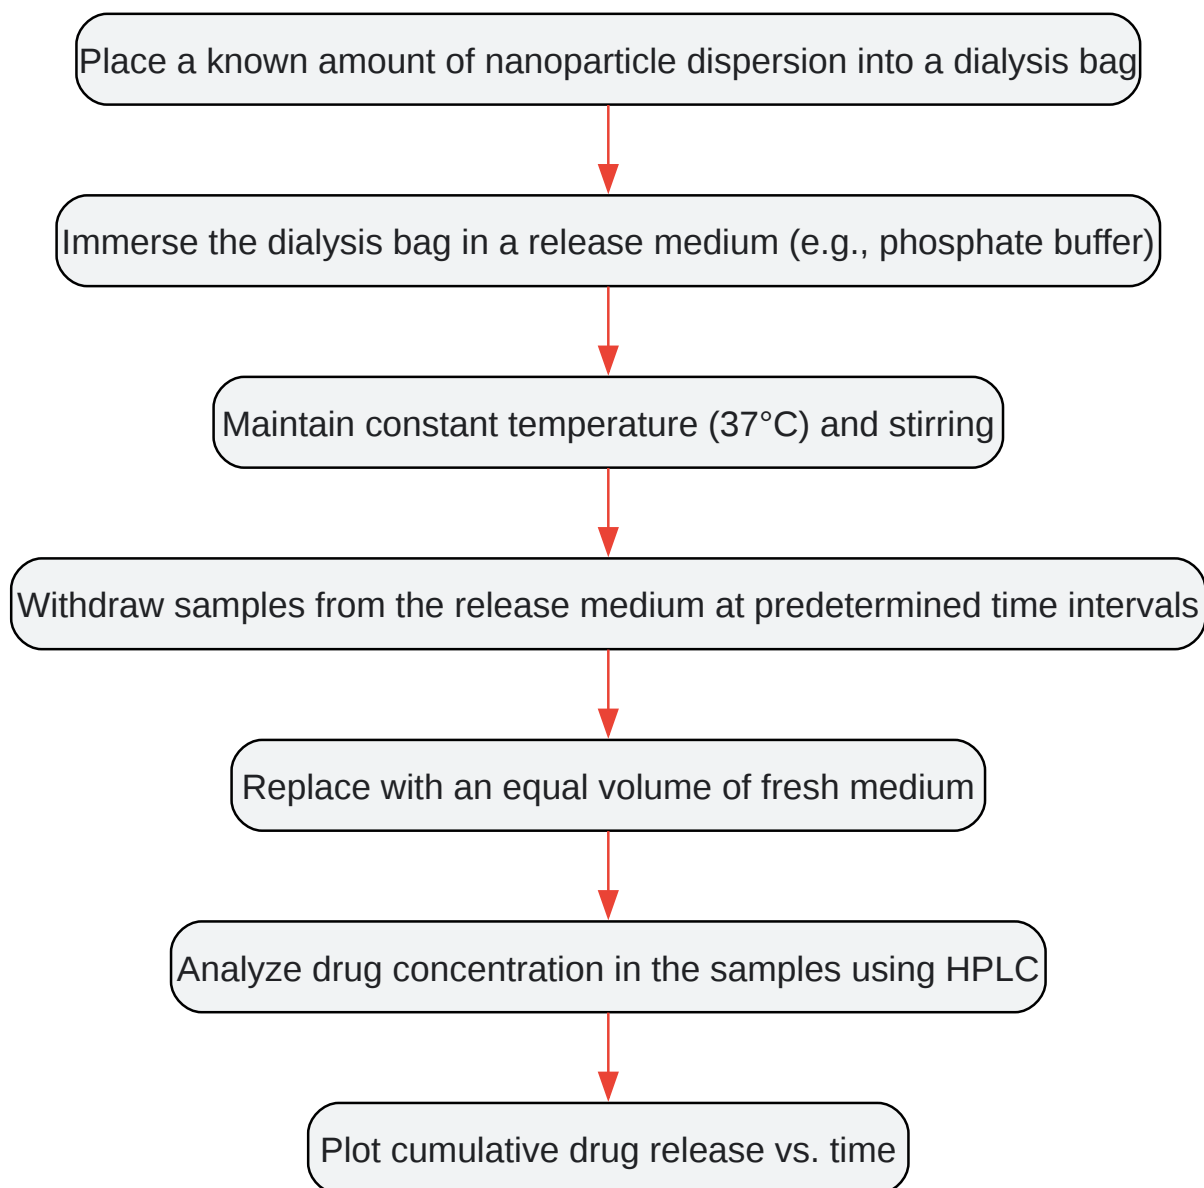 Place a known amount of nanoparticle dispersion into a dialysis bag
Immerse the dialysis bag in a release medium (e.g., phosphate buffer)
Maintain constant temperature (37°C) and stirring
Withdraw samples from the release medium at predetermined time intervals
Replace with an equal volume of fresh medium
Analyze drug concentration in the samples using HPLC
Plot cumulative drug release vs. time